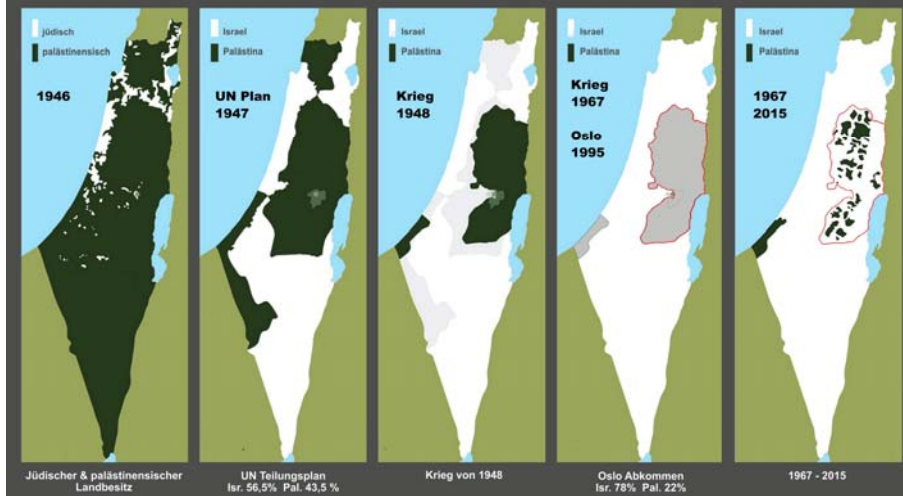 jüdisch
palästinensisch
1946
Jüdischer & palästinensischer
Landbesitz
Israel
Palästina
UN Plan
1947
UN Teilungsplan
Isr. 56,5% Pal. 43,5 %
Israel
Palästina
Krieg
1948
Krieg von 1948
Israel
Palästina
Krieg
1967
Oslo
1995
Oslo Abkommen
Isr. 78% Pal. 22%
Israel
Palästina
1967
2015
1967 - 2015